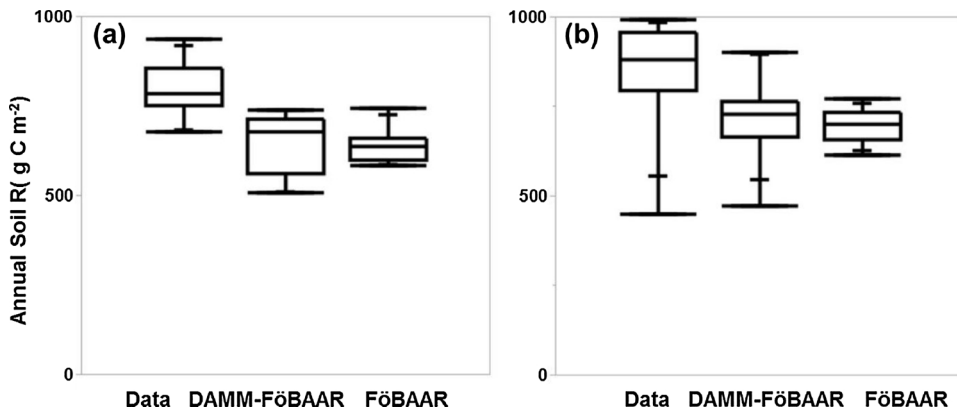 Annual Soil R( g C m⁻²)
(a)
1000
500
0
Data DAMM-FöBAAR FöBAAR
(b)
1000
500
0
Data DAMM-FöBAAR FöBAAR